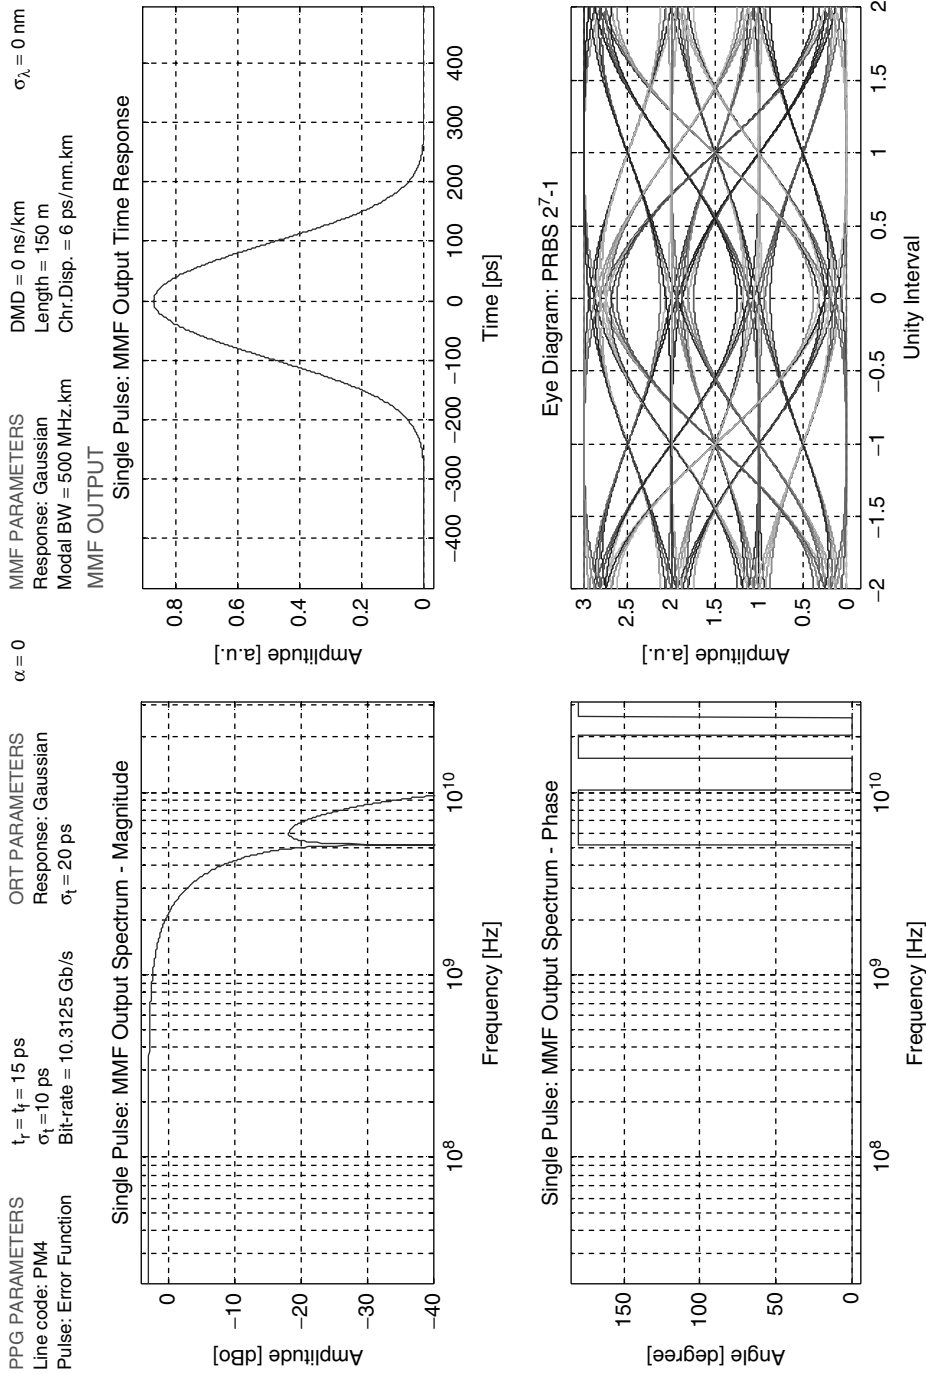 PPG PARAMETERS
Line code: PM4
Pulse: Error Function
t_r = t_f = 15 ps
σ_t = 10 ps
Bit-rate = 10.3125 Gb/s
ORT PARAMETERS
Response: Gaussian
σ_t = 20 ps
α = 0
MMF PARAMETERS
Response: Gaussian
Modal BW = 500 MHz.km
DMD = 0 ns/km
Length = 150 m
Chr.Disp. = 6 ps/nm.km
σ_λ = 0 nm
MMF OUTPUT
Single Pulse: MMF Output Spectrum - Magnitude
Amplitude [dBo]
0
−10
−20
−30
−40
10^8
10^9
10^10
Frequency [Hz]
Single Pulse: MMF Output Time Response
Amplitude [a.u.]
0.8
0.6
0.4
0.2
0
−400
−300
−200
−100
0
100
200
300
400
Time [ps]
Single Pulse: MMF Output Spectrum - Phase
Angle [degree]
150
100
50
0
10^8
10^9
10^10
Frequency [Hz]
Eye Diagram: PRBS 2^7-1
Amplitude [a.u.]
3
2.5
2
1.5
1
0.5
0
−2
−1.5
−1
−0.5
0
0.5
1
1.5
2
Unity Interval